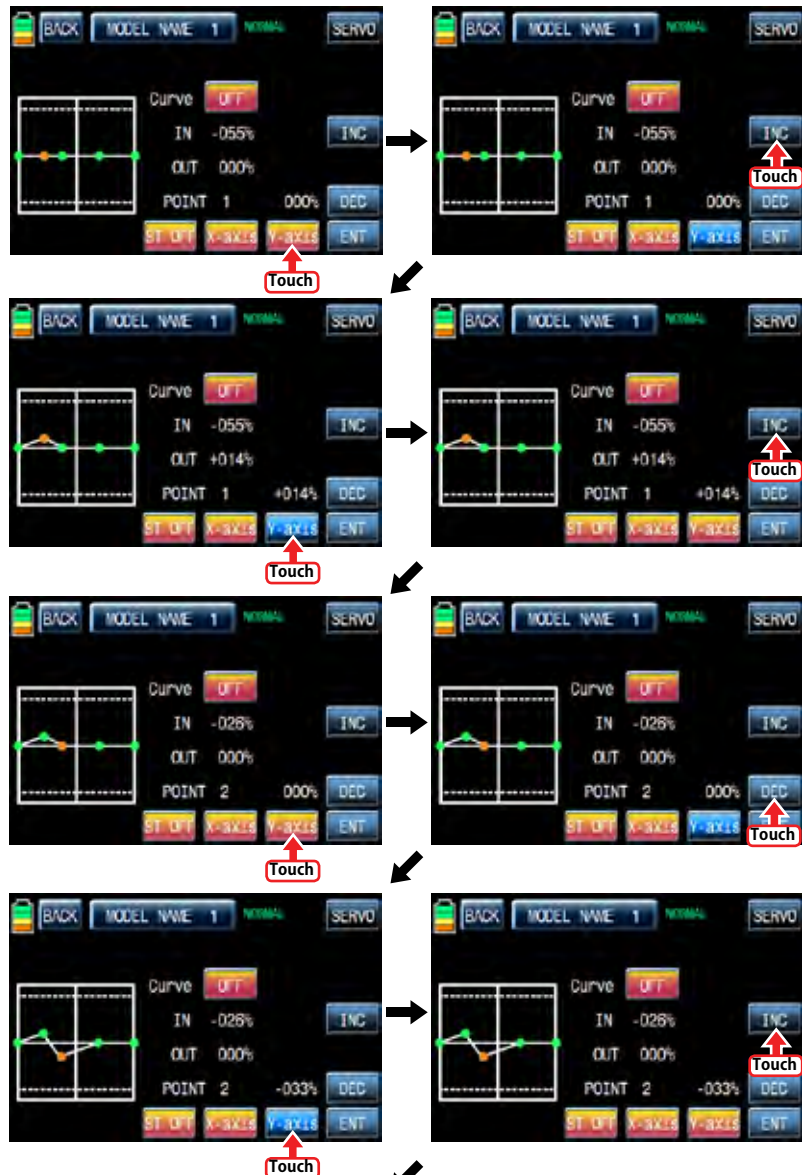 BACK MODEL NAME 1 NORMAL SERVO
Curve OFF
IN -055% INC
OUT 000%
POINT 1 000% DEC
ST OFF X-axis Y-axis ENT
Touch
BACK MODEL NAME 1 NORMAL SERVO
Curve OFF
IN -055% INC
OUT 000%
Touch
POINT 1 000% DEC
ST OFF X-axis Y-axis ENT
BACK MODEL NAME 1 NORMAL SERVO
Curve OFF
IN -055% INC
OUT +014%
POINT 1 +014% DEC
ST OFF X-axis Y-axis ENT
Touch
BACK MODEL NAME 1 NORMAL SERVO
Curve OFF
IN -055% INC
OUT +014%
Touch
POINT 1 +014% DEC
ST OFF X-axis Y-axis ENT
BACK MODEL NAME 1 NORMAL SERVO
Curve OFF
IN -026% INC
OUT 000%
POINT 2 000% DEC
ST OFF X-axis Y-axis ENT
Touch
BACK MODEL NAME 1 NORMAL SERVO
Curve OFF
IN -026% INC
OUT 000%
POINT 2 000% DEC
ST OFF X-axis Y-axis
Touch
BACK MODEL NAME 1 NORMAL SERVO
Curve OFF
IN -026% INC
OUT 000%
POINT 2 -033% DEC
ST OFF X-axis Y-axis ENT
Touch
BACK MODEL NAME 1 NORMAL SERVO
Curve OFF
IN -026% INC
OUT 000%
Touch
POINT 2 -033% DEC
ST OFF X-axis Y-axis ENT